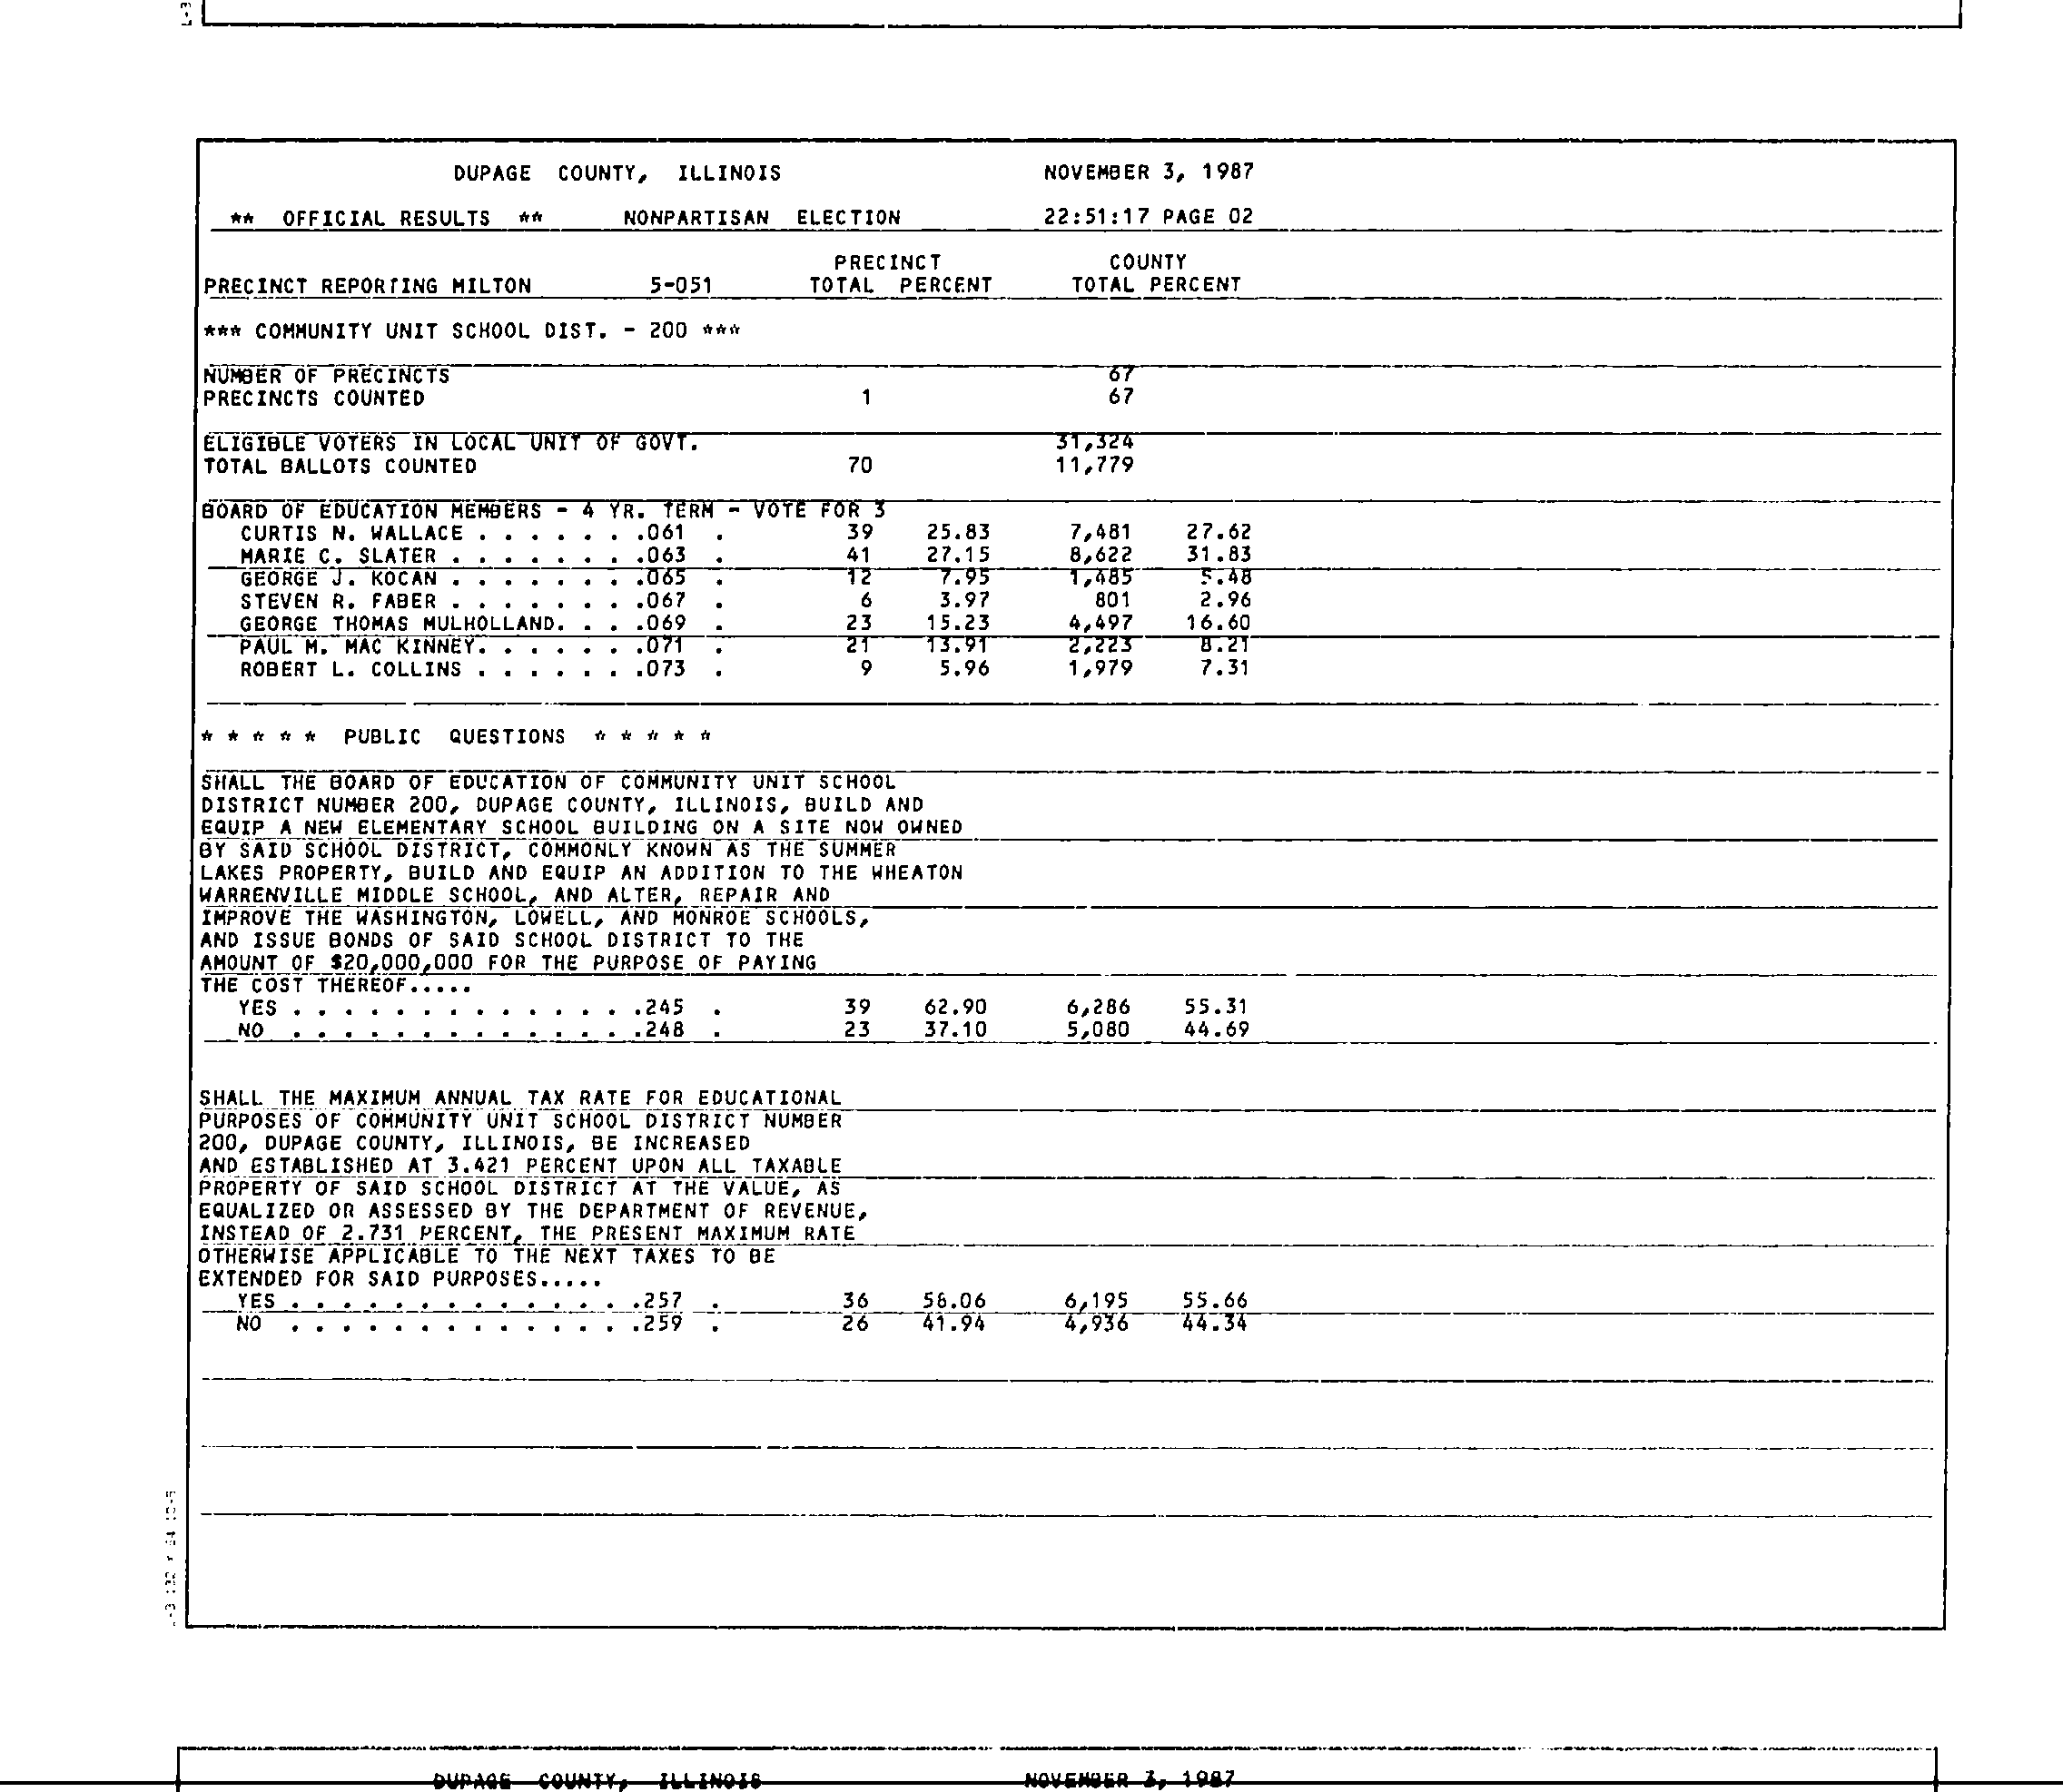 DUPAGE COUNTY, ILLINOIS NOVEMBER 3, 1987
** OFFICIAL RESULTS ** NONPARTISAN ELECTION 22:51:17 PAGE 02
PRECINCT COUNTY
PRECINCT REPORTING MILTON 5-051 TOTAL PERCENT TOTAL PERCENT
*** COMMUNITY UNIT SCHOOL DIST. - 200 ***
NUMBER OF PRECINCTS 67
PRECINCTS COUNTED 1 67
ELIGIBLE VOTERS IN LOCAL UNIT OF GOVT. 31,324
TOTAL BALLOTS COUNTED 70 11,779
BOARD OF EDUCATION MEMBERS - 4 YR. TERM - VOTE FOR 3
CURTIS N. WALLACE . . . . . . .061 . 39 25.83 7,481 27.62
MARIE C. SLATER . . . . . . . .063 . 41 27.15 8,622 31.83
GEORGE J. KOCAN . . . . . . . .065 . 12 7.95 1,485 5.48
STEVEN R. FABER . . . . . . . .067 . 6 3.97 801 2.96
GEORGE THOMAS MULHOLLAND. . . .069 . 23 15.23 4,497 16.60
PAUL M. MAC KINNEY. . . . . . .071 . 21 13.91 2,223 8.21
ROBERT L. COLLINS . . . . . . .073 . 9 5.96 1,979 7.31
* * * * * PUBLIC QUESTIONS * * * * *
SHALL THE BOARD OF EDUCATION OF COMMUNITY UNIT SCHOOL
DISTRICT NUMBER 200, DUPAGE COUNTY, ILLINOIS, BUILD AND
EQUIP A NEW ELEMENTARY SCHOOL BUILDING ON A SITE NOW OWNED
BY SAID SCHOOL DISTRICT, COMMONLY KNOWN AS THE SUMMER
LAKES PROPERTY, BUILD AND EQUIP AN ADDITION TO THE WHEATON
WARRENVILLE MIDDLE SCHOOL, AND ALTER, REPAIR AND
IMPROVE THE WASHINGTON, LOWELL, AND MONROE SCHOOLS,
AND ISSUE BONDS OF SAID SCHOOL DISTRICT TO THE
AMOUNT OF $20,000,000 FOR THE PURPOSE OF PAYING
THE COST THEREOF.....
YES . . . . . . . . . . . . . .245 . 39 62.90 6,286 55.31
NO . . . . . . . . . . . . . .248 . 23 37.10 5,080 44.69
SHALL THE MAXIMUM ANNUAL TAX RATE FOR EDUCATIONAL
PURPOSES OF COMMUNITY UNIT SCHOOL DISTRICT NUMBER
200, DUPAGE COUNTY, ILLINOIS, BE INCREASED
AND ESTABLISHED AT 3.421 PERCENT UPON ALL TAXABLE
PROPERTY OF SAID SCHOOL DISTRICT AT THE VALUE, AS
EQUALIZED OR ASSESSED BY THE DEPARTMENT OF REVENUE,
INSTEAD OF 2.731 PERCENT, THE PRESENT MAXIMUM RATE
OTHERWISE APPLICABLE TO THE NEXT TAXES TO BE
EXTENDED FOR SAID PURPOSES.....
YES . . . . . . . . . . . . . .257 . 36 58.06 6,195 55.66
NO . . . . . . . . . . . . . .259 . 26 41.94 4,936 44.34
DUPAGE COUNTY, ILLINOIS NOVEMBER 3, 1987